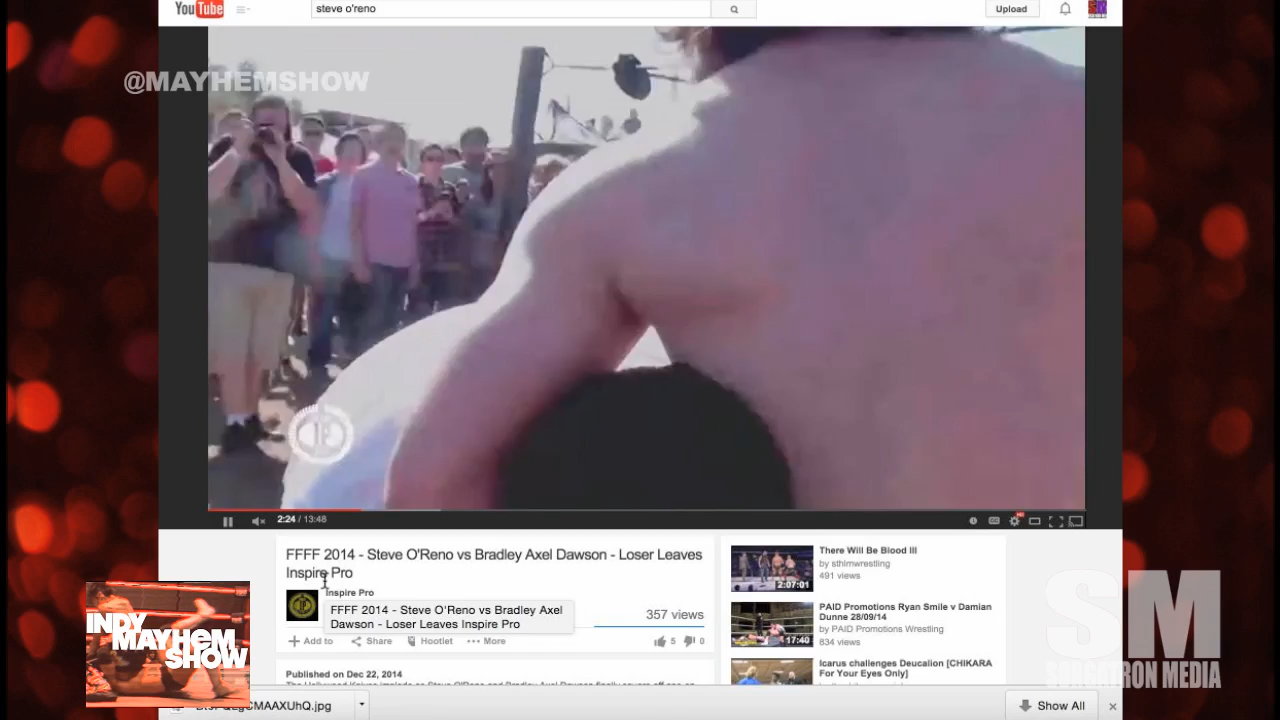 YouTube
steve o'reno
Upload
@MAYHEMSHOW
2:24 / 13:48
FFFF 2014 - Steve O'Reno vs Bradley Axel Dawson - Loser Leaves
Inspire Pro
Inspire Pro
FFFF 2014 - Steve O'Reno vs Bradley Axel
Dawson - Loser Leaves Inspire Pro
357 views
Add to
Share
Hootlet
More
5
0
Published on Dec 22, 2014
There Will Be Blood III
by sthlmwrestling
491 views
2:07:01
PAID Promotions Ryan Smile v Damian
Dunne 28/09/14
by PAID Promotions Wrestling
834 views
17:40
Icarus challenges Deucalion [CHIKARA
For Your Eyes Only]
INDY
MAYHEM
SHOW
SM
SORGATRON MEDIA
Show All